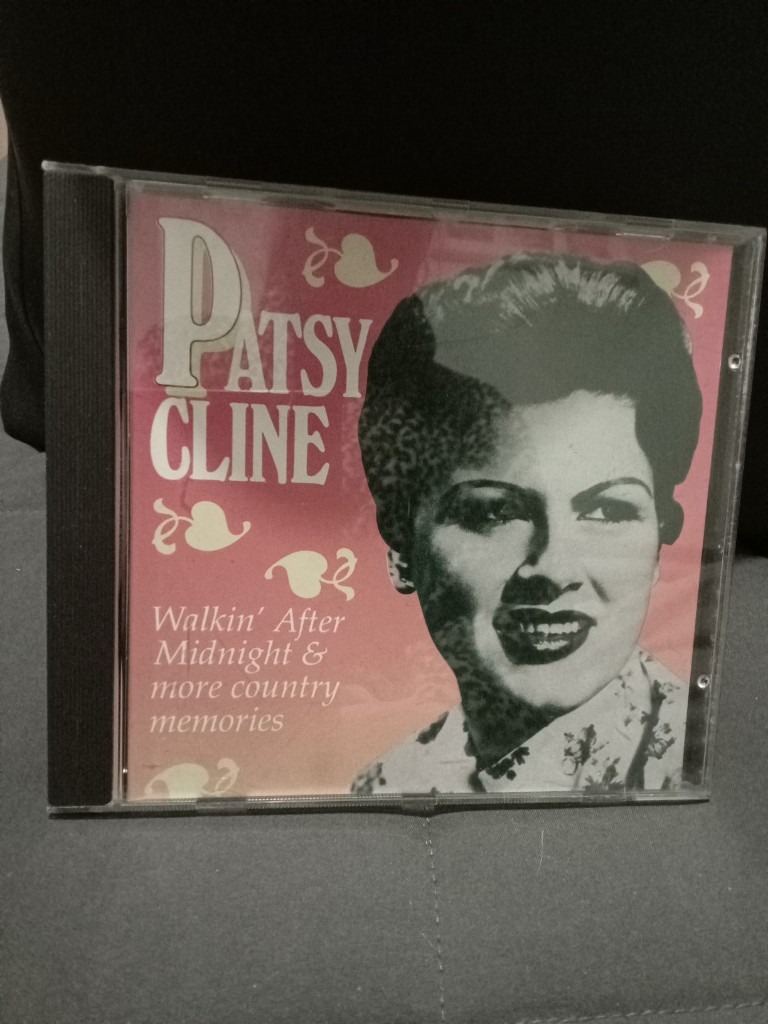 PATSY
CLINE
Walkin' After
Midnight &
more country
memories